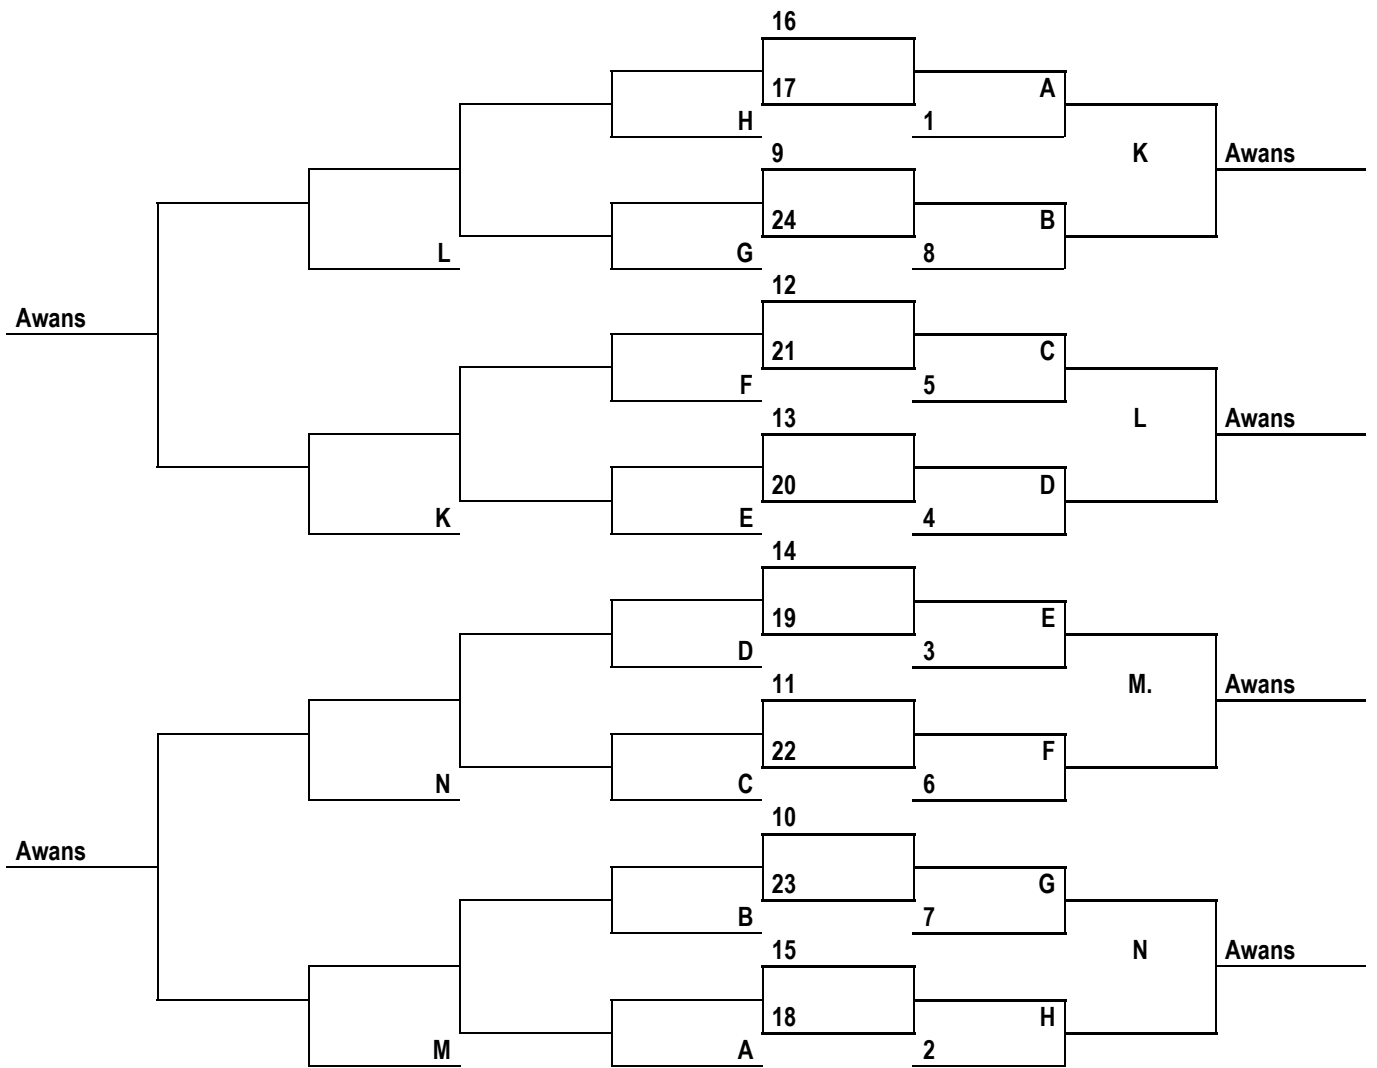 16
17 A
H 1
9 K Awans
24 B
L G 8
12
Awans
21 C
F 5
13 L Awans
20 D
K E 4
14
19 E
D 3
11 M. Awans
22 F
N C 6
10
Awans
23 G
B 7
15 N Awans
18 H
M A 2